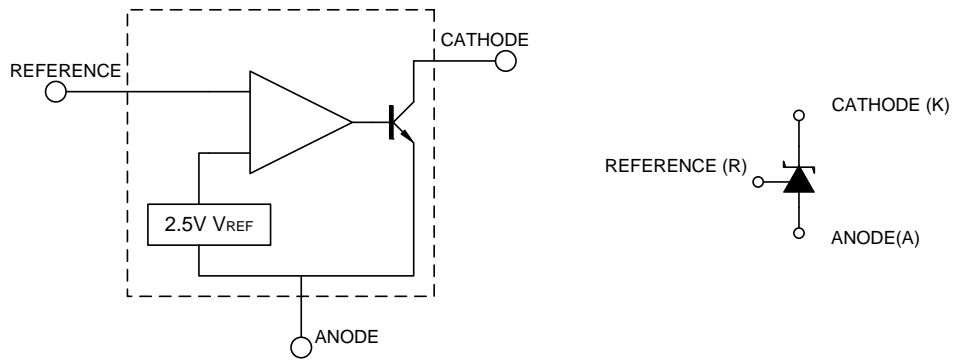 CATHODE
REFERENCE
2.5V VREF
ANODE
CATHODE (K)
REFERENCE (R)
ANODE(A)